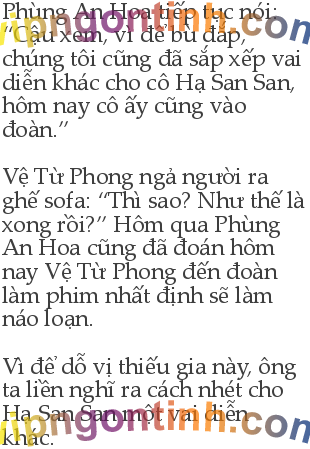 Phùng An Hoa tiếp tục nói:
“Cậu xem, vì để bù đắp,
chúng tôi cũng đã sắp xếp vai
diễn khác cho cô Hạ San San,
hôm nay cô ấy cũng vào
đoàn.”
Vệ Từ Phong ngả người ra
ghế sofa: “Thì sao? Như thế là
xong rồi?” Hôm qua Phùng
An Hoa cũng đã đoán hôm
nay Vệ Từ Phong đến đoàn
làm phim nhất định sẽ làm
náo loạn.
Vì để dỗ vị thiếu gia này, ông
ta liền nghĩ ra cách nhét cho
Hạ San San một vai diễn
khác.
vipngontinh.com
vipngontinh.com